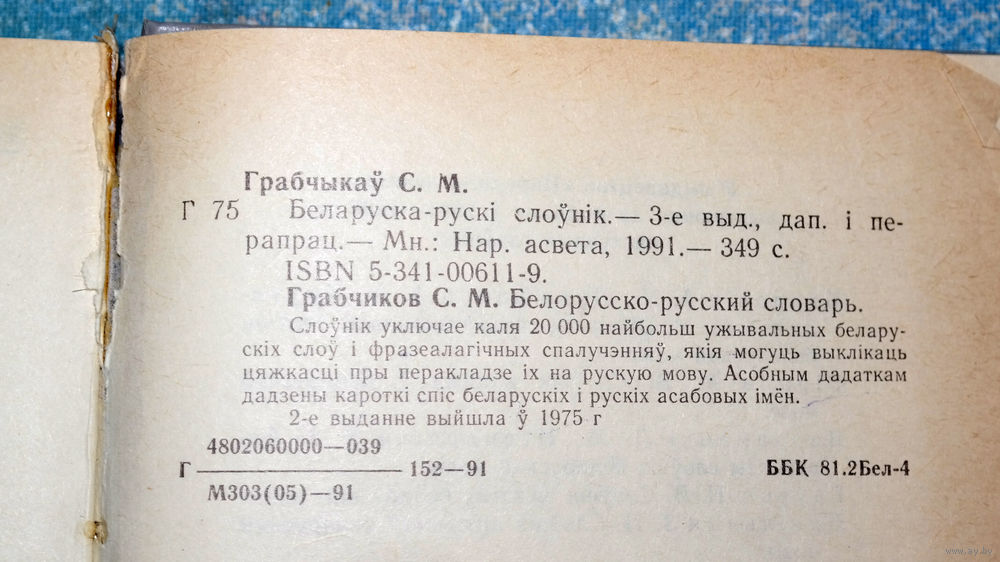 Грабчыкаў С. М.
Г 75 Беларуска-рускі слоўнік.— 3-е выд., дап. і пе-
рапрац.— Мн.: Нар. асвета, 1991.— 349 с.
ISBN 5-341-00611-9.
Грабчиков С. М. Белорусско-русский словарь.
Слоўнік уключае каля 20 000 найбольш ужывальных белару-
скіх слоў і фразеалагічных спалучэнняў, якія могуць выклікаць
цяжкасці пры перакладзе іх на рускую мову. Асобным дадаткам
дадзены кароткі спіс беларускіх і рускіх асабовых імён.
2-е выданне выйшла ў 1975 г
4802060000—039
Г ——— 152—91 ББК 81.2Бел-4
М303(05)—91
www.ay.by